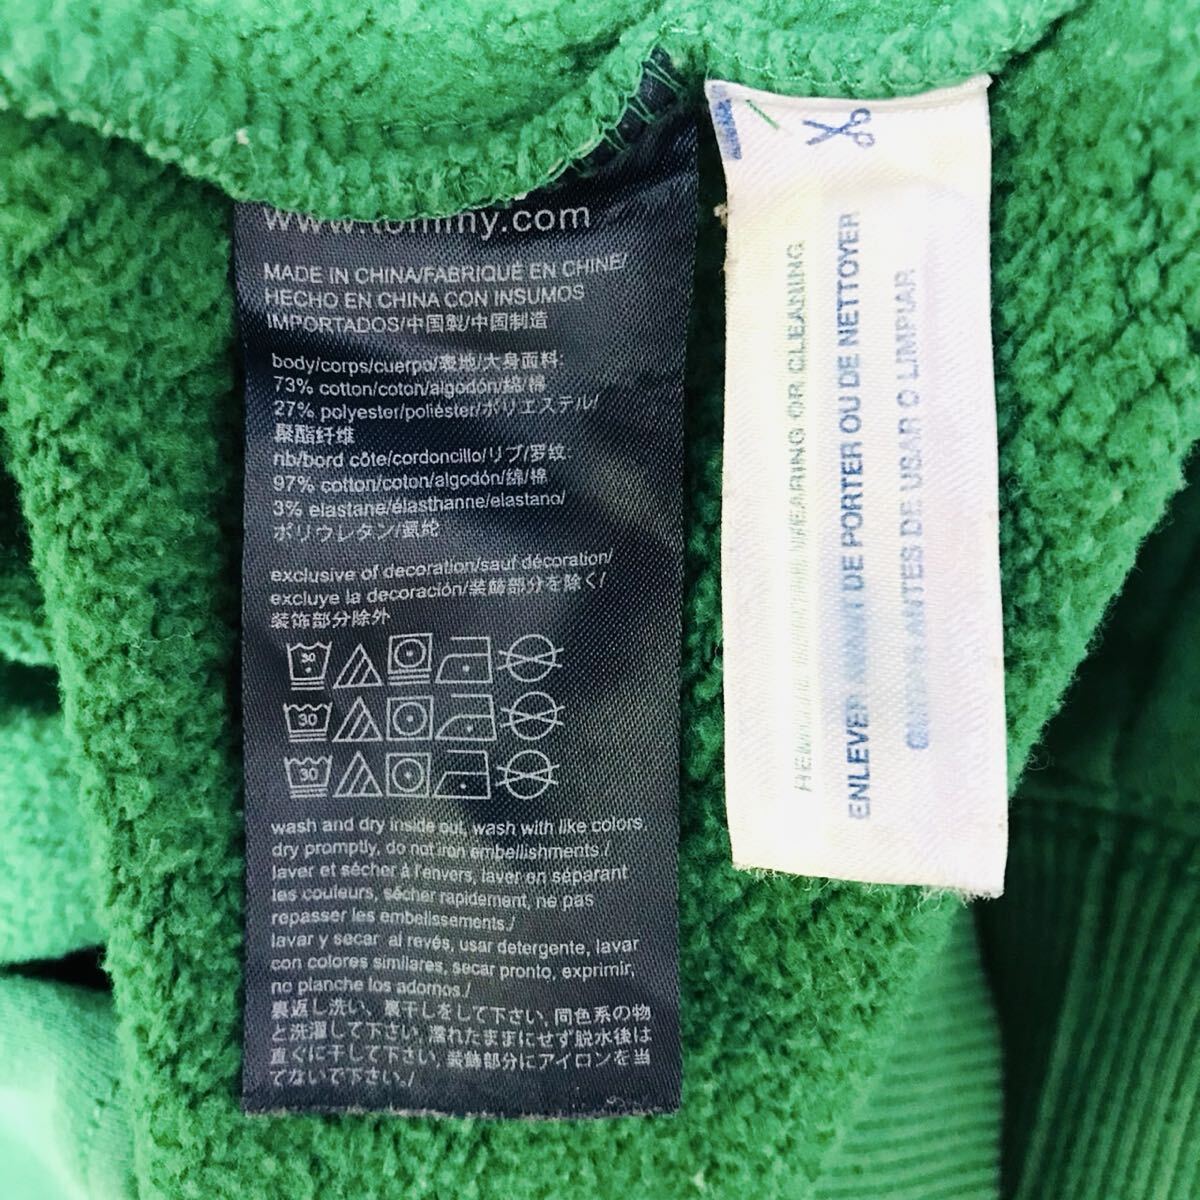 www.tommy.com
MADE IN CHINA/FABRIQUÉ EN CHINE/
HECHO EN CHINA CON INSUMOS
IMPORTADOS/中国製/中国制造
body/corps/cuerpo/表地/大身面料:
73% cotton/coton/algodón/綿/棉
27% polyester/poliéster/ポリエステル/
聚酯纤维
rib/bord côte/cordoncillo/リブ/罗纹:
97% cotton/coton/algodón/綿/棉
3% elastane/élasthanne/elastano/
ポリウレタン/氨纶
exclusive of decoration/sauf décoration/
excluye la decoración/装飾部分を除く/
装饰部分除外
30
30
30
wash and dry inside out, wash with like colors,
dry promptly, do not iron embellishments./
laver et sécher à l'envers, laver en séparant
les couleurs, sécher rapidement, ne pas
repasser les embelissements./
lavar y secar al revés, usar detergente, lavar
con colores similares, secar pronto, exprimir,
no planche los adornos./
裏返し洗い、裏干しをして下さい, 同色系の物
と洗濯して下さい, 濡れたままにせず脱水後は
直ぐに干して下さい, 装飾部分にアイロンを当
てないで下さい。/
WEARING OR CLEANING
ENLEVER AVANT DE PORTER OU DE NETTOYER
ANTES DE USAR O LIMPIAR